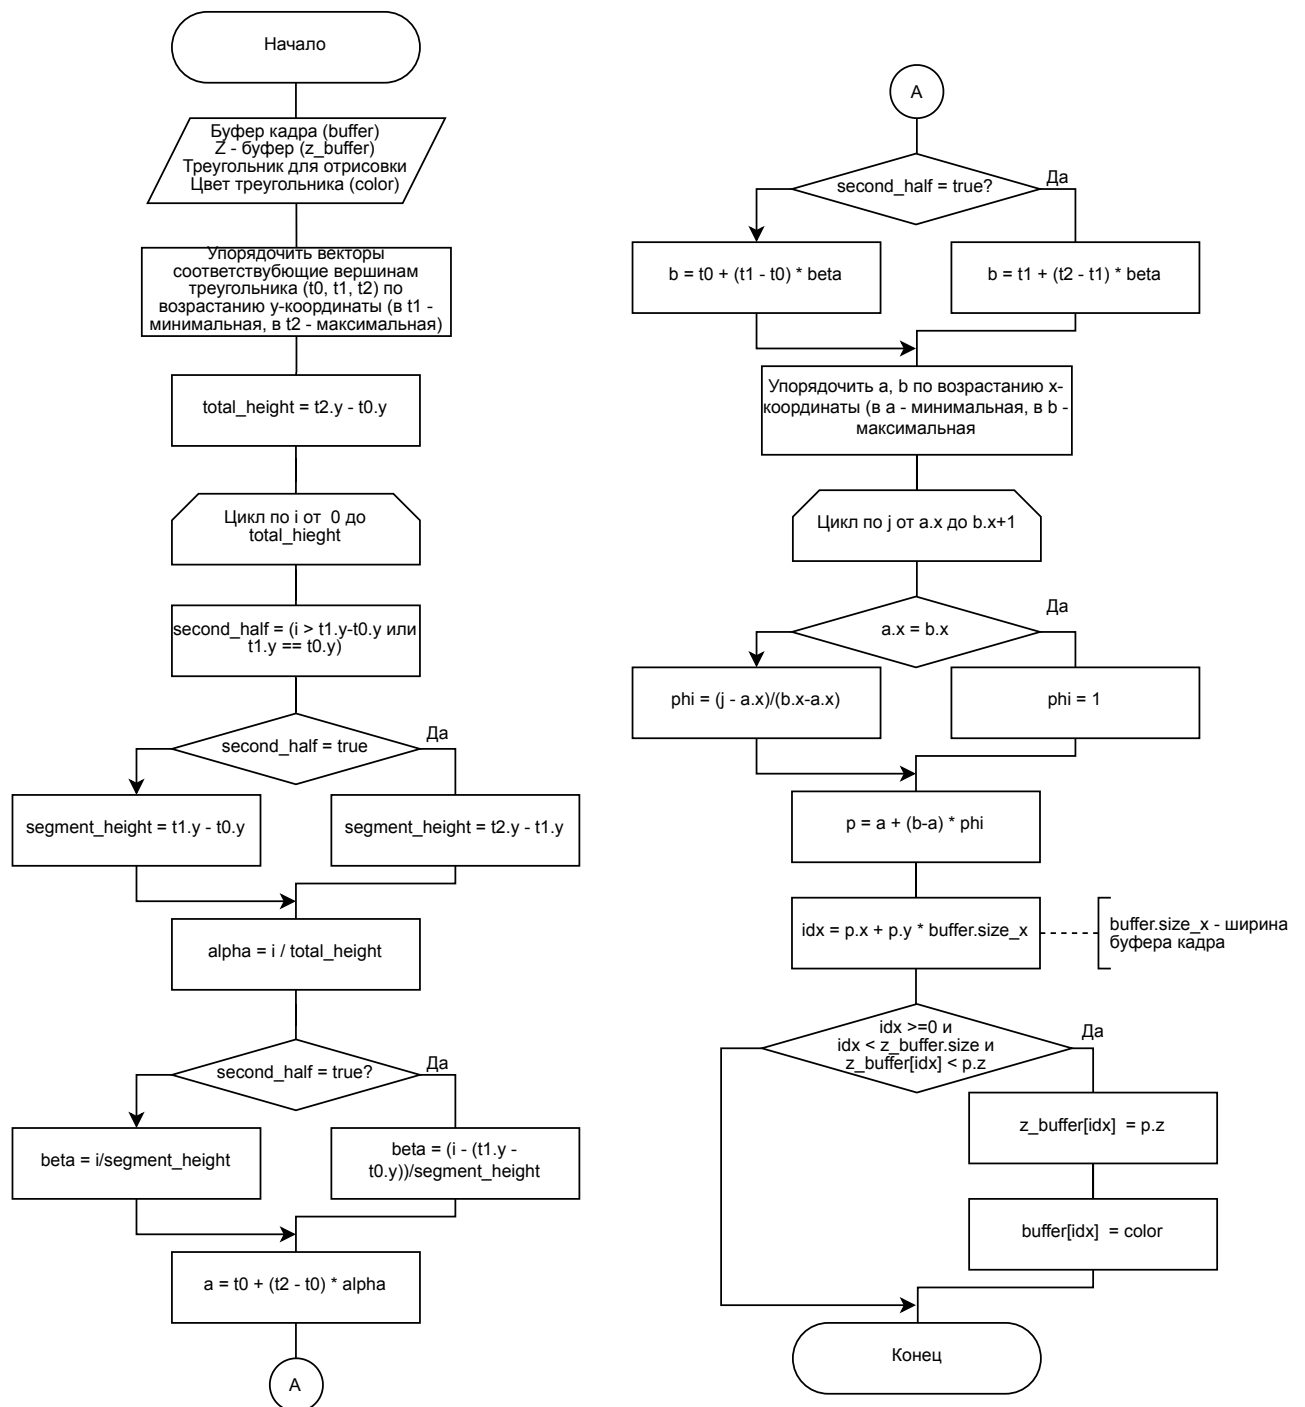 Начало
Буфер кадра (buffer)
Z - буфер (z_buffer)
Треугольник для отрисовки
Цвет треугольника (color)
Упорядочить векторы
соответствубющие вершинам
треугольника (t0, t1, t2) по
возрастанию y-координаты (в t1 -
минимальная, в t2 - максимальная)
total_height = t2.y - t0.y
Цикл по i от  0 до
total_hieght
second_half = (i > t1.y-t0.y или
t1.y == t0.y)
second_half = true
Да
segment_height = t1.y - t0.y
segment_height = t2.y - t1.y
alpha = i / total_height
second_half = true?
Да
beta = i/segment_height
beta = (i - (t1.y -
t0.y))/segment_height
a = t0 + (t2 - t0) * alpha
A
A
second_half = true?
Да
b = t0 + (t1 - t0) * beta
b = t1 + (t2 - t1) * beta
Упорядочить a, b по возрастанию x-
координаты (в a - минимальная, в b -
максимальная
Цикл по j от a.x до b.x+1
a.x = b.x
Да
phi = (j - a.x)/(b.x-a.x)
phi = 1
p = a + (b-a) * phi
idx = p.x + p.y * buffer.size_x
buffer.size_x - ширина
буфера кадра
idx >=0 и
idx < z_buffer.size и
z_buffer[idx] < p.z
Да
z_buffer[idx]  = p.z
buffer[idx]  = color
Конец